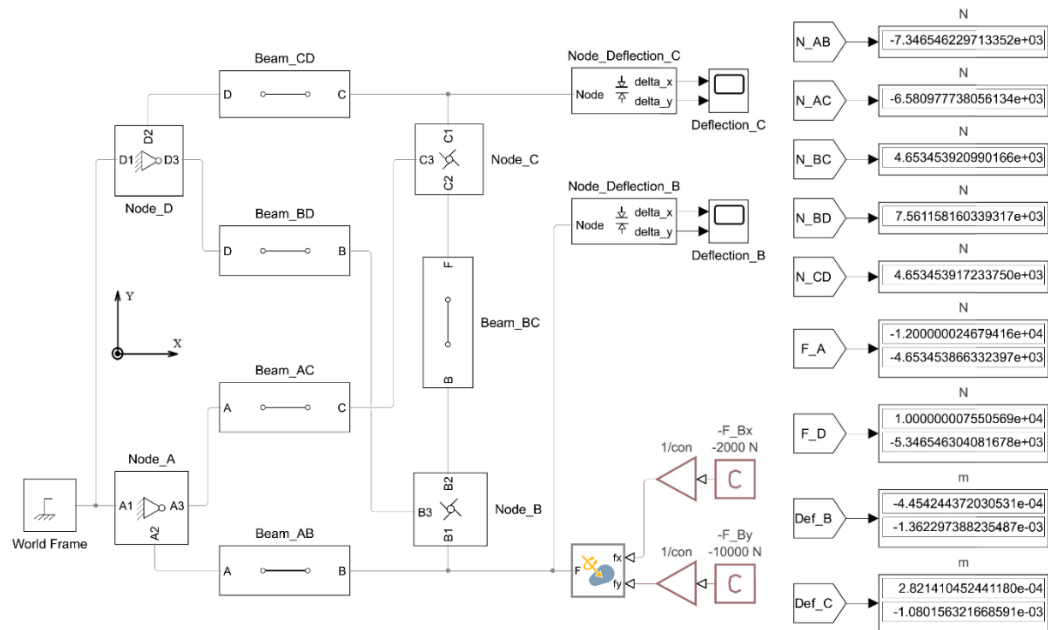 Beam_CD
D
C
D2
D1
D3
Node_D
Beam_BD
D
B
Y
X
Beam_AC
A
C
Node_A
A1
A3
A2
World Frame
Beam_AB
A
B
C1
C3
C2
Node_C
F
B
Beam_BC
B2
B3
B1
Node_B
Node_Deflection_C
Node
delta_x
delta_y
Deflection_C
Node_Deflection_B
Node
delta_x
delta_y
Deflection_B
-F_Bx
-2000 N
1/con
C
-F_By
-10000 N
1/con
C
F
fx
fy
N
N_AB
-7.346546229713352e+03
N
N_AC
-6.580977738056134e+03
N
N_BC
4.653453920990166e+03
N
N_BD
7.561158160339317e+03
N
N_CD
4.653453917233750e+03
N
F_A
-1.200000024679416e+04
-4.653453866332397e+03
N
F_D
1.000000007550569e+04
-5.346546304081678e+03
m
Def_B
-4.454244372030531e-04
-1.362297388235487e-03
m
Def_C
2.821410452441180e-04
-1.080156321668591e-03